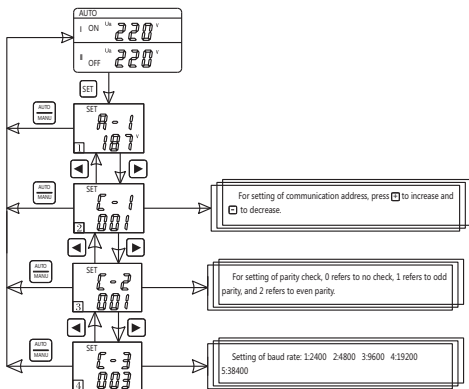 AUTO
I ON Ua 220 V
II OFF Ua 220 V
SET
AUTO
MANU
SET
A-1
187 V
1
AUTO
MANU
SET
C-1
001
2
For setting of communication address, press + to increase and
- to decrease.
AUTO
MANU
SET
C-2
001
3
For setting of parity check, 0 refers to no check, 1 refers to odd
parity, and 2 refers to even parity.
AUTO
MANU
SET
C-3
003
4
Setting of baud rate: 1:2400 2:4800 3:9600 4:19200
5:38400